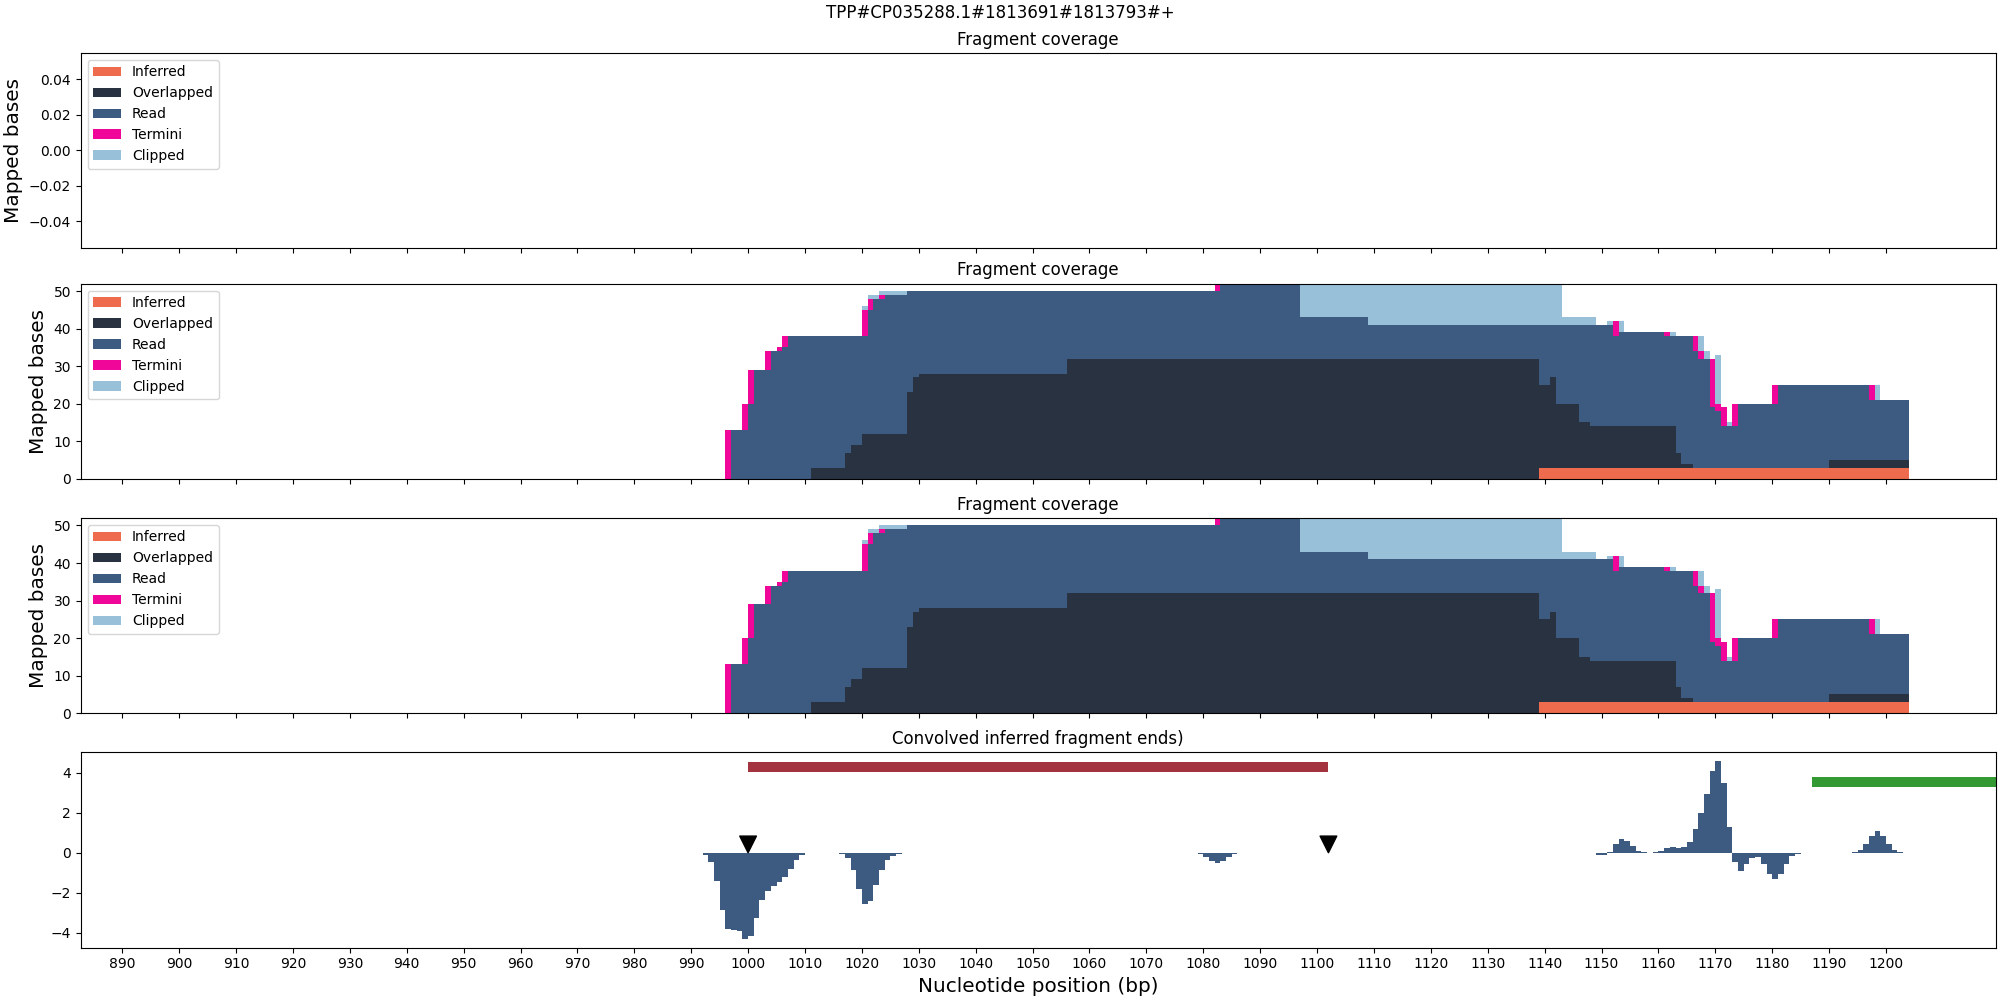 TPP#CP035288.1#1813691#1813793#+
Fragment coverage
Mapped bases
0.04
0.02
0.00
−0.02
−0.04
Inferred
Overlapped
Read
Termini
Clipped
Fragment coverage
Mapped bases
50
40
30
20
10
0
Inferred
Overlapped
Read
Termini
Clipped
Fragment coverage
Mapped bases
50
40
30
20
10
0
Inferred
Overlapped
Read
Termini
Clipped
Convolved inferred fragment ends)
4
2
0
−2
−4
890 900 910 920 930 940 950 960 970 980 990 1000 1010 1020 1030 1040 1050 1060 1070 1080 1090 1100 1110 1120 1130 1140 1150 1160 1170 1180 1190 1200
Nucleotide position (bp)